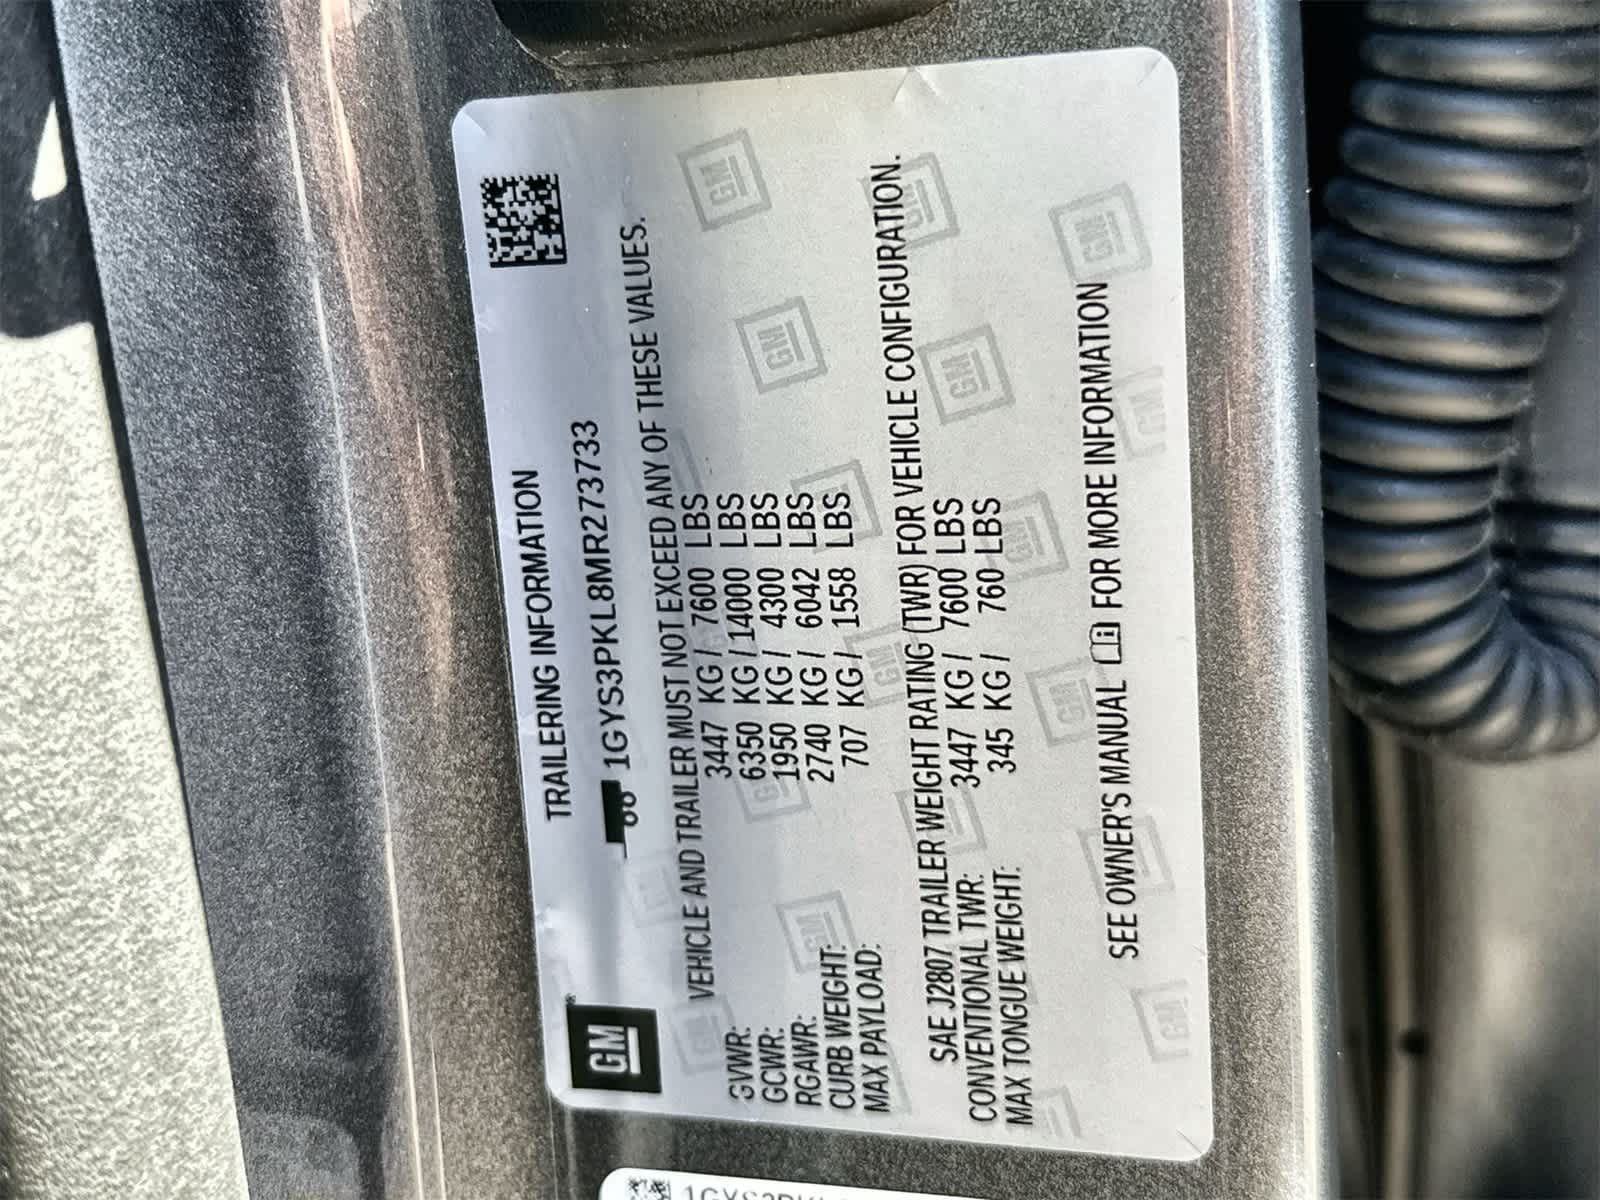 TRAILERING INFORMATION
GM
1GYS3PKL8MR273733
VEHICLE AND TRAILER MUST NOT EXCEED ANY OF THESE VALUES.
GVWR: 3447 KG / 7600 LBS
GCWR: 6350 KG / 14000 LBS
RGAWR: 1950 KG / 4300 LBS
CURB WEIGHT: 2740 KG / 6042 LBS
MAX PAYLOAD: 707 KG / 1558 LBS
SAE J2807 TRAILER WEIGHT RATING (TWR) FOR VEHICLE CONFIGURATION.
CONVENTIONAL TWR: 3447 KG / 7600 LBS
MAX TONGUE WEIGHT: 345 KG / 760 LBS
SEE OWNER'S MANUAL FOR MORE INFORMATION